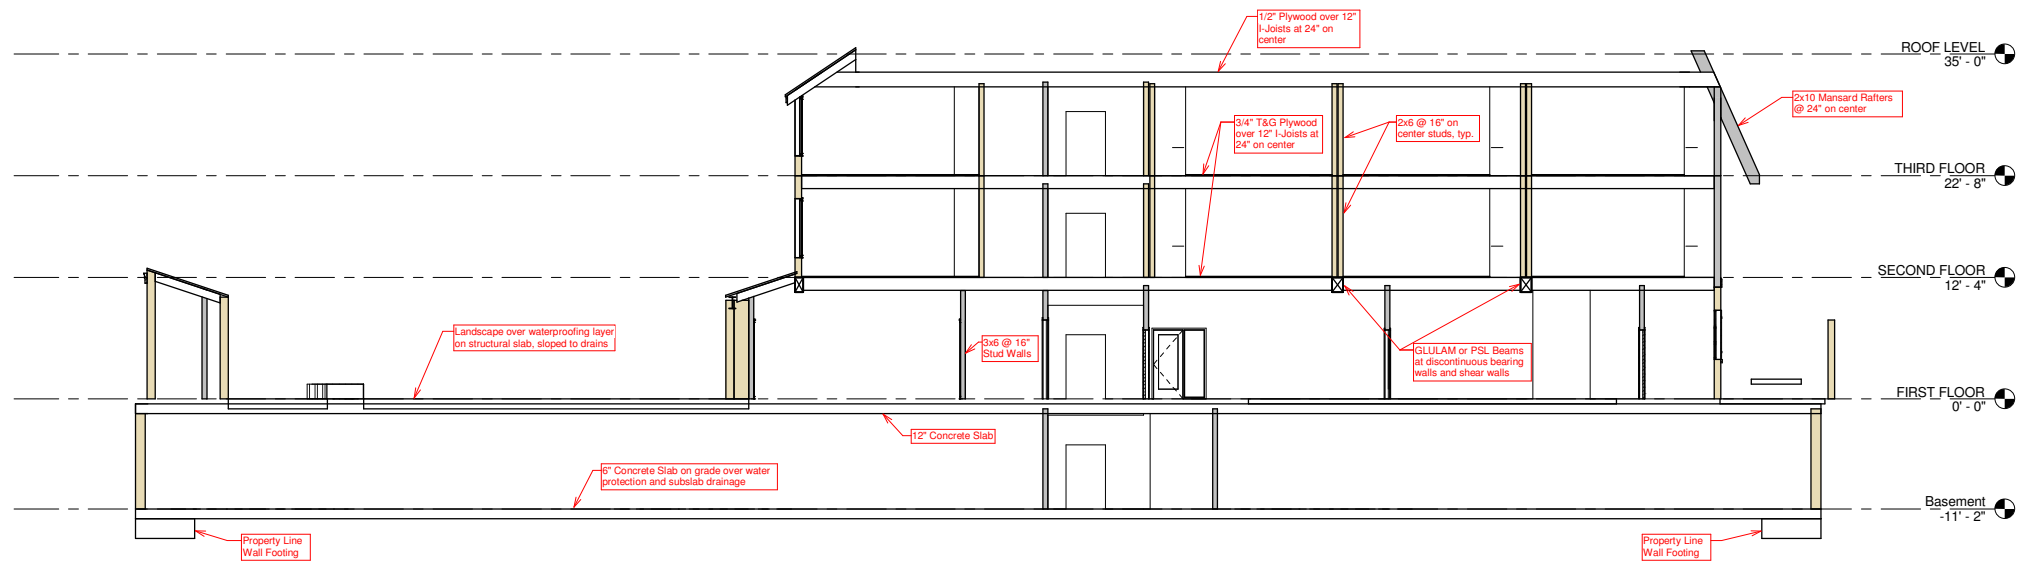 1/2" Plywood over 12"
I-Joists at 24" on
center
ROOF LEVEL
35' - 0"
2x10 Mansard Rafters
@ 24" on center
3/4" T&G Plywood
over 12" I-Joists at
24" on center
2x6 @ 16" on
center studs, typ.
THIRD FLOOR
22' - 8"
SECOND FLOOR
12' - 4"
Landscape over waterproofing layer
on structural slab, sloped to drains
3x6 @ 16"
Stud Walls
GLULAM or PSL Beams
at discontinuous bearing
walls and shear walls
FIRST FLOOR
0' - 0"
12" Concrete Slab
6" Concrete Slab on grade over water
protection and subslab drainage
Basement
-11' - 2"
Property Line
Wall Footing
Property Line
Wall Footing